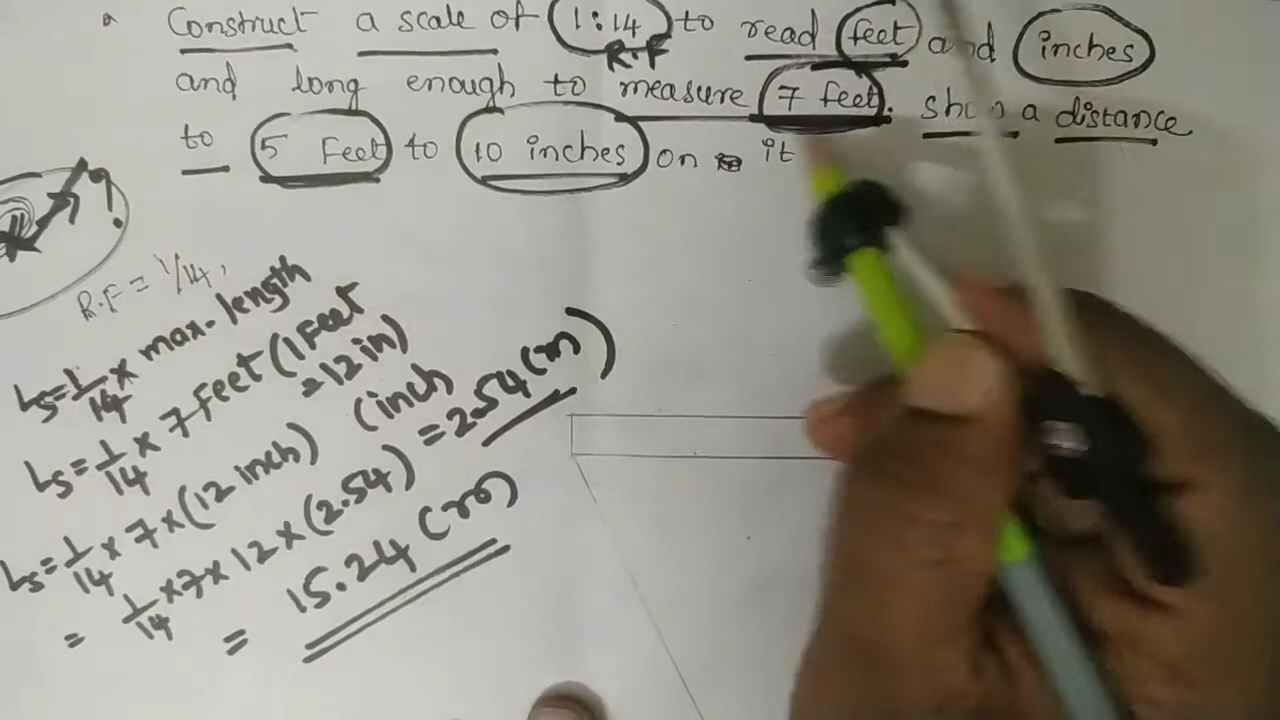 Construct a scale of 1:14 to read feet and inches
R.F
and long enough to measure 7 feet. a distance
to 5 Feet to 10 inches on it
R.F = 1/14,
Ls = 1/14 × max. length
Ls = 1/14 × 7 Feet (1 Feet
= 12 in)
Ls = 1/14 × 7 × (12 inch) (inch
= 2.54 cm)
= 1/14 × 7 × 12 × (2.54)
= 15.24 cm